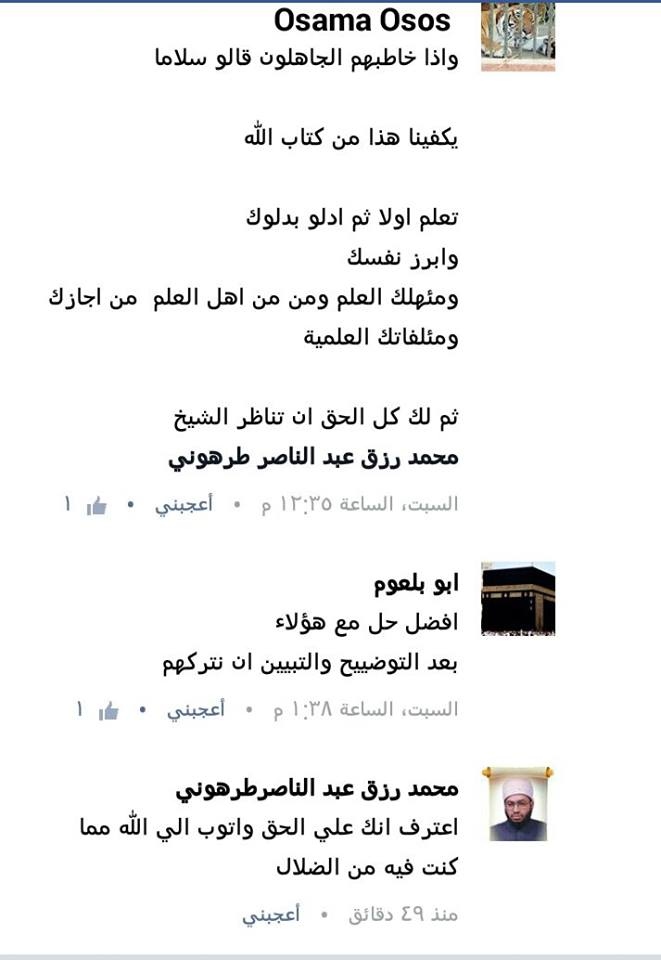 Osama Osos
واذا خاطبهم الجاهلون قالو سلاما
يكفينا هذا من كتاب الله
تعلم اولا ثم ادلو بدلوك
وابرز نفسك
ومئهلك العلم ومن من اهل العلم من اجازك
ومئلفاتك العلمية
ثم لك كل الحق ان تناظر الشيخ
محمد رزق عبد الناصر طرهوني
السبت، الساعة ١٢:٣٥ م • أعجبني • ١
ابو بلعوم
افضل حل مع هؤلاء
بعد التوضييح والتبيين ان نتركهم
السبت، الساعة ١:٣٨ م • أعجبني • ١
محمد رزق عبد الناصرطرهوني
اعترف انك علي الحق واتوب الي الله مما
كنت فيه من الضلال
منذ ٤٩ دقائق • أعجبني